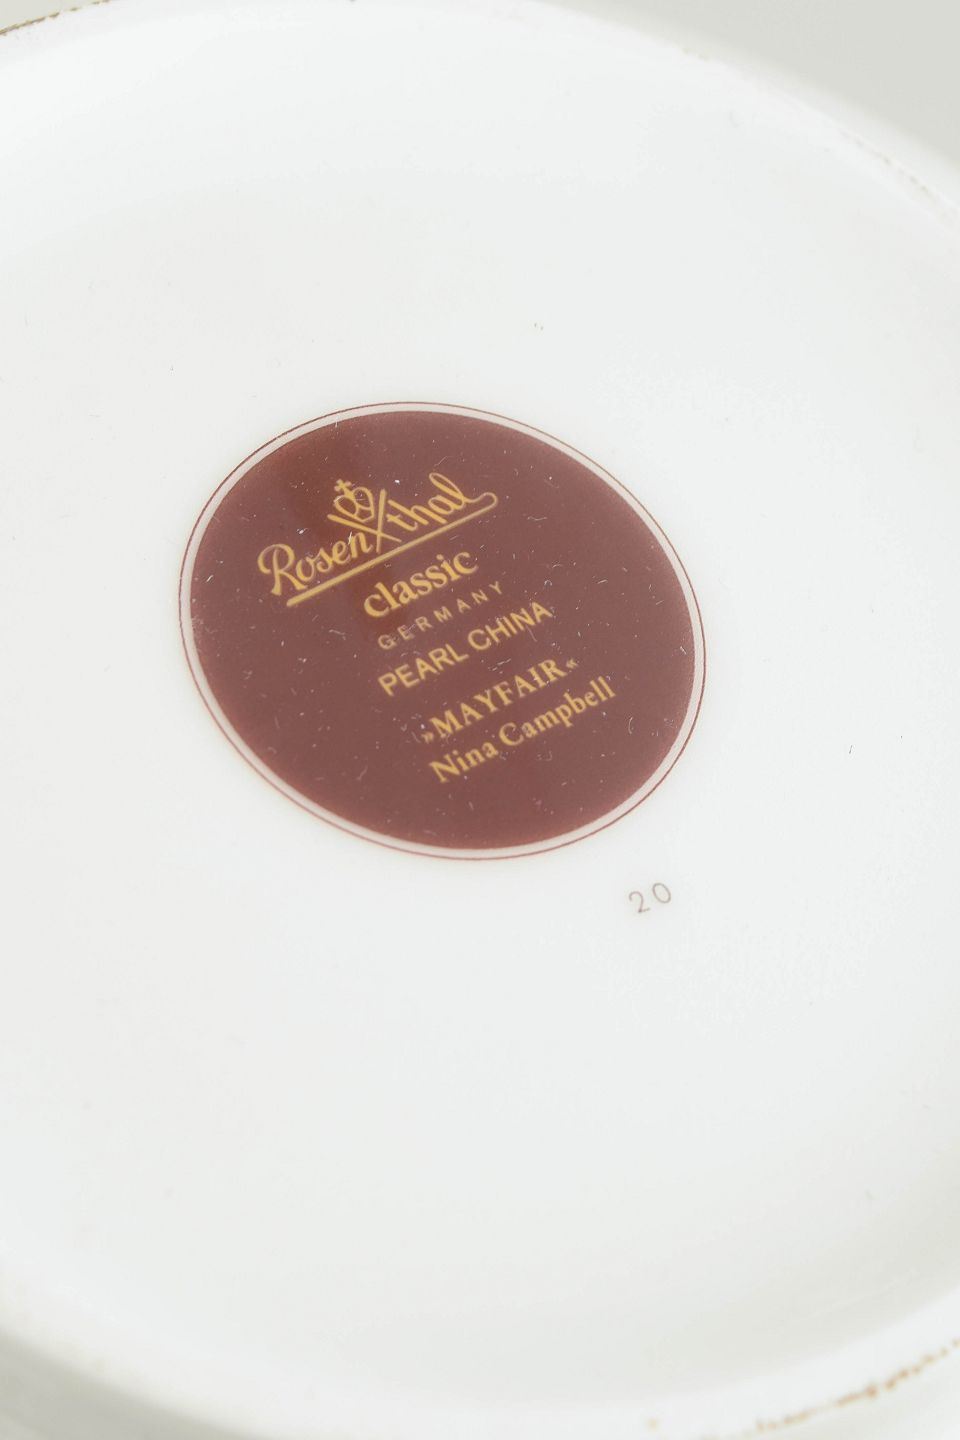 Rosenthal
classic
GERMANY
PEARL CHINA
»MAYFAIR«
Nina Campbell
20